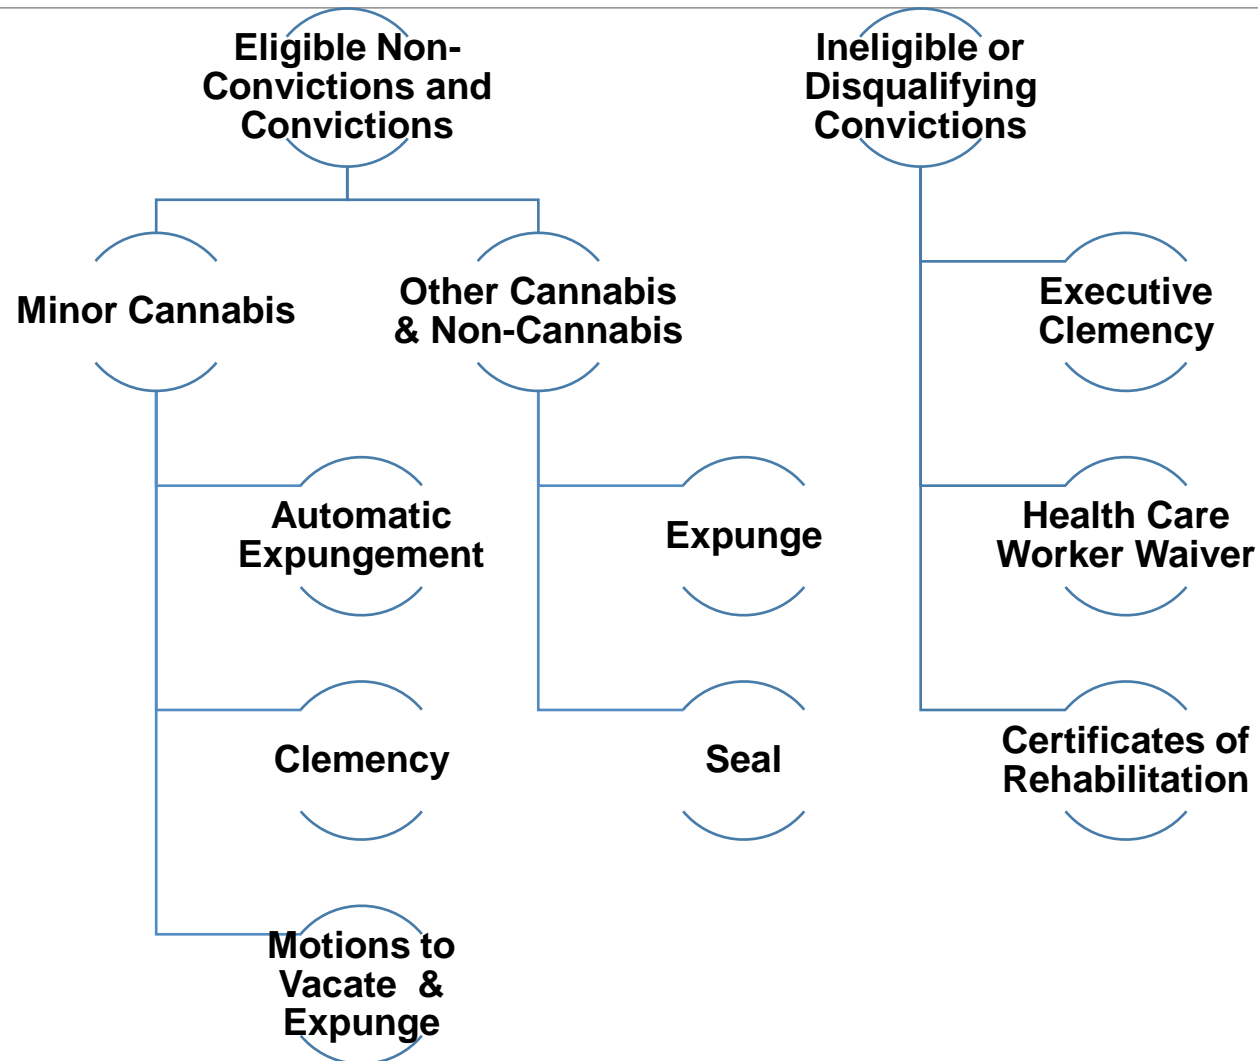 Eligible Non-
Convictions and
Convictions
Ineligible or
Disqualifying
Convictions
Minor Cannabis
Other Cannabis
& Non-Cannabis
Executive
Clemency
Automatic
Expungement
Expunge
Health Care
Worker Waiver
Clemency
Seal
Certificates of
Rehabilitation
Motions to
Vacate &
Expunge